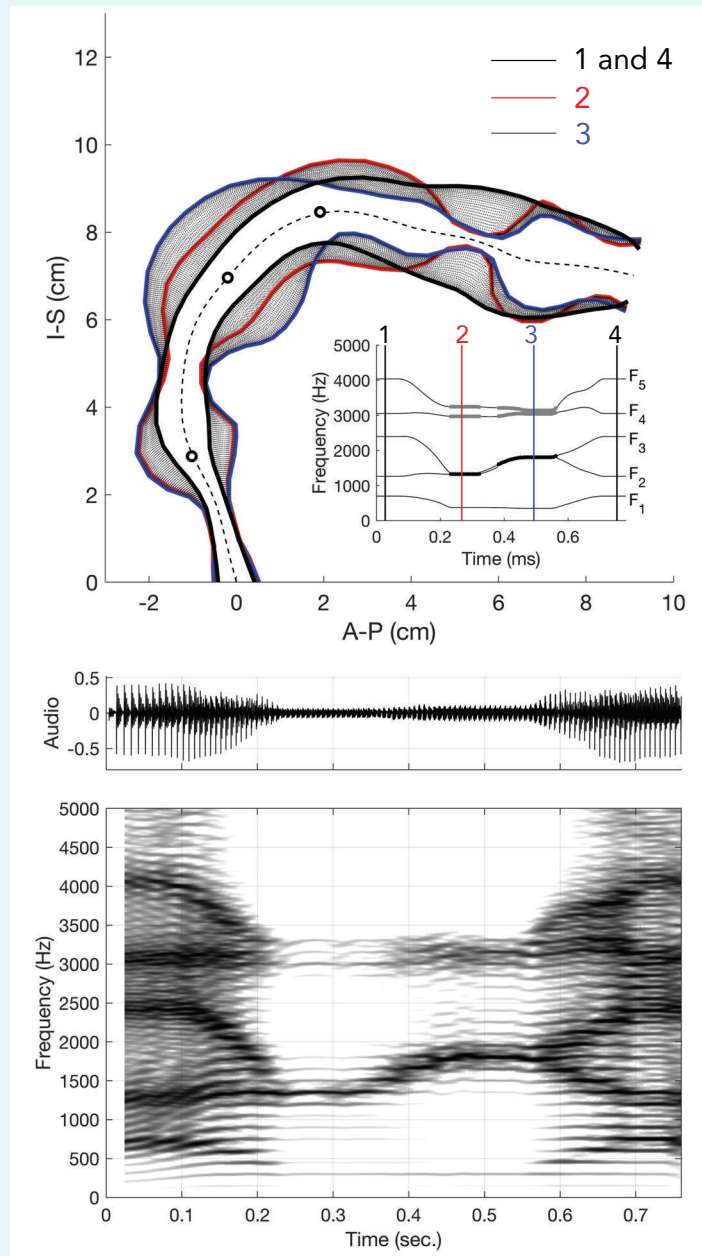 1 and 4
2
3
12
10
8
6
4
2
0
I-S (cm)
-2 0 2 4 6 8 10
A-P (cm)
1 2 3 4
5000
4000
3000
2000
1000
0
Frequency (Hz)
F5
F4
F3
F2
F1
0 0.2 0.4 0.6
Time (ms)
0.5
0
-0.5
Audio
5000
4500
4000
3500
3000
2500
2000
1500
1000
500
0
Frequency (Hz)
0 0.1 0.2 0.3 0.4 0.5 0.6 0.7
Time (sec.)